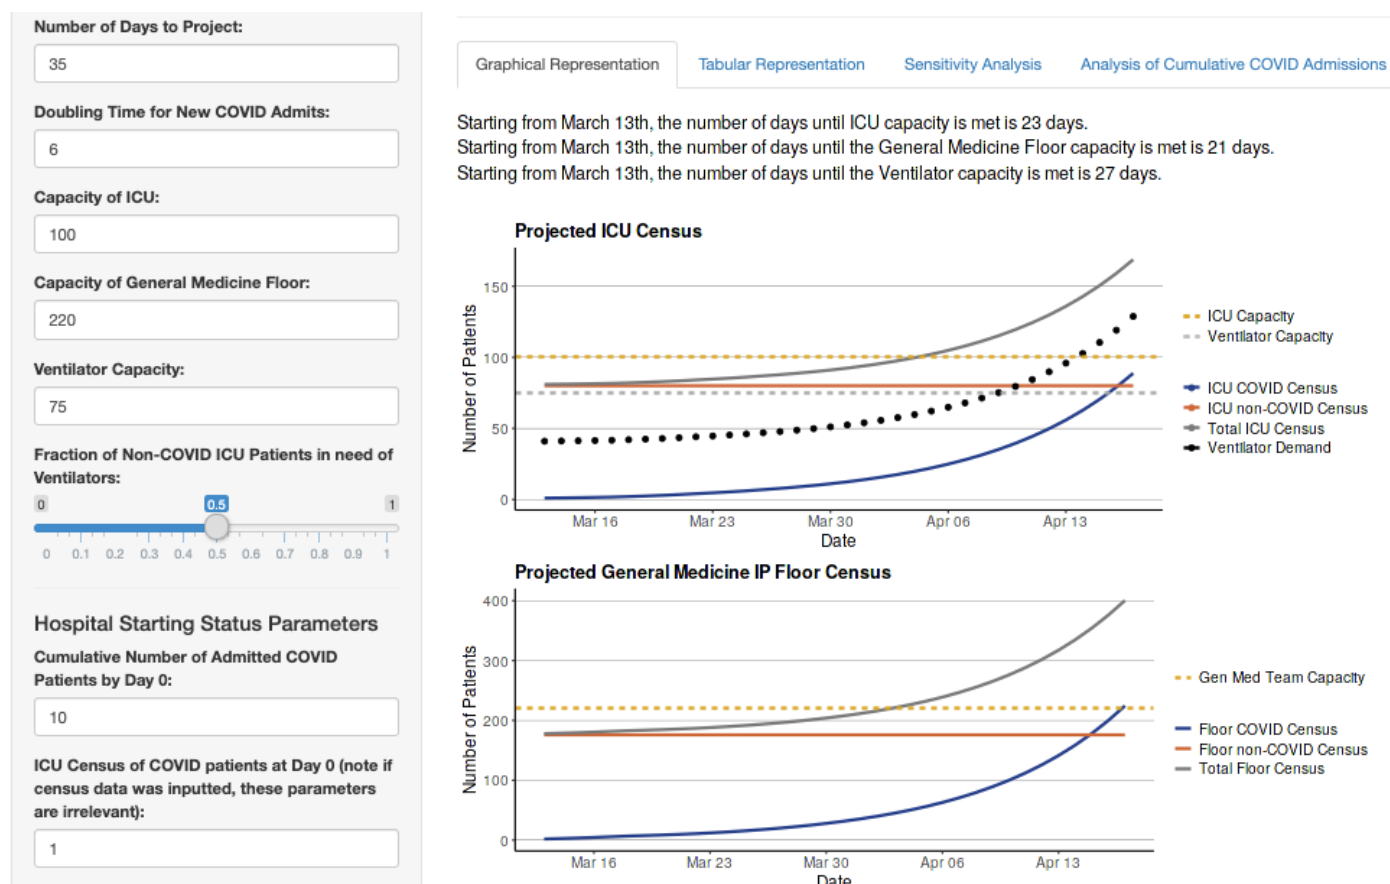 Number of Days to Project:
35
Doubling Time for New COVID Admits:
6
Capacity of ICU:
100
Capacity of General Medicine Floor:
220
Ventilator Capacity:
75
Fraction of Non-COVID ICU Patients in need of
Ventilators:
0 0.5 1
0 0.1 0.2 0.3 0.4 0.5 0.6 0.7 0.8 0.9 1
Hospital Starting Status Parameters
Cumulative Number of Admitted COVID
Patients by Day 0:
10
ICU Census of COVID patients at Day 0 (note if
census data was inputted, these parameters
are irrelevant):
1
Graphical Representation Tabular Representation Sensitivity Analysis Analysis of Cumulative COVID Admissions
Starting from March 13th, the number of days until ICU capacity is met is 23 days.
Starting from March 13th, the number of days until the General Medicine Floor capacity is met is 21 days.
Starting from March 13th, the number of days until the Ventilator capacity is met is 27 days.
Projected ICU Census
Number of Patients
150
100
50
0
Mar 16 Mar 23 Mar 30 Apr 06 Apr 13
Date
ICU Capacity
Ventilator Capacity
ICU COVID Census
ICU non-COVID Census
Total ICU Census
Ventilator Demand
Projected General Medicine IP Floor Census
Number of Patients
400
300
200
100
0
Mar 16 Mar 23 Mar 30 Apr 06 Apr 13
Date
Gen Med Team Capacity
Floor COVID Census
Floor non-COVID Census
Total Floor Census